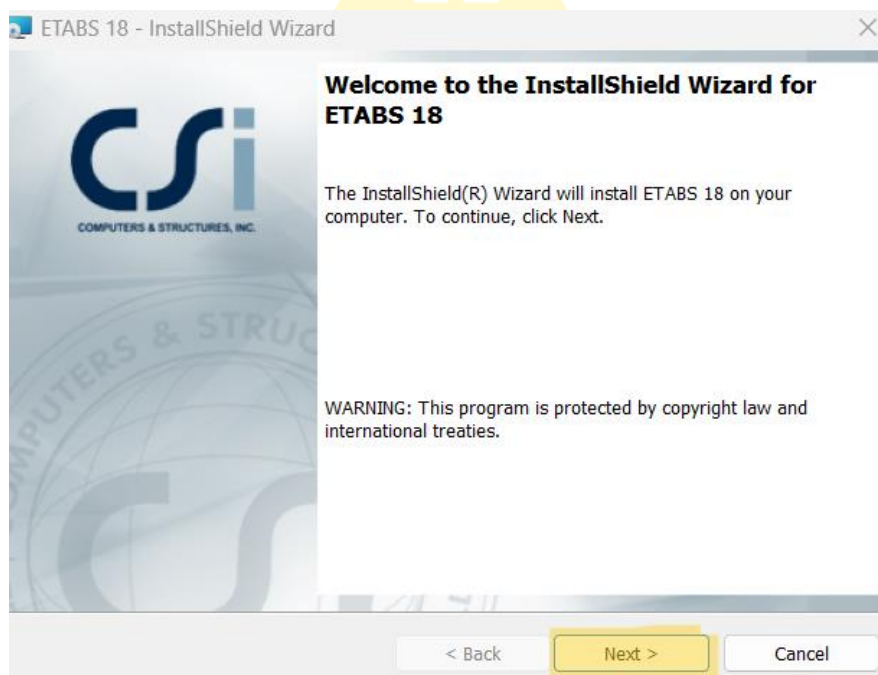 ETABS 18 - InstallShield Wizard
CSi
COMPUTERS & STRUCTURES, INC.
Welcome to the InstallShield Wizard for
ETABS 18
The InstallShield(R) Wizard will install ETABS 18 on your
computer. To continue, click Next.
WARNING: This program is protected by copyright law and
international treaties.
< Back
Next >
Cancel